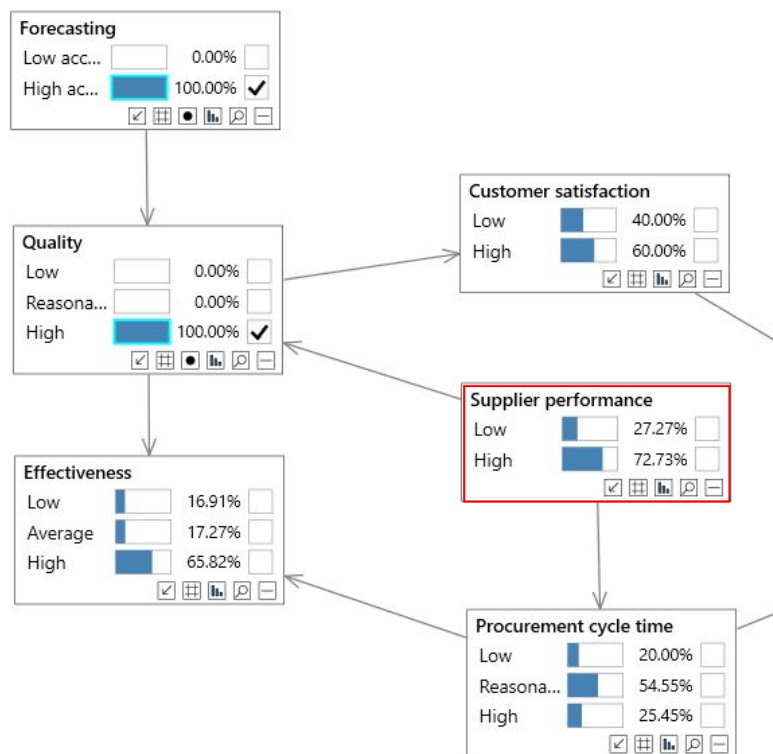 Forecasting
Low acc... 0.00%
High ac... 100.00%
Quality
Low 0.00%
Reasona... 0.00%
High 100.00%
Customer satisfaction
Low 40.00%
High 60.00%
Supplier performance
Low 27.27%
High 72.73%
Effectiveness
Low 16.91%
Average 17.27%
High 65.82%
Procurement cycle time
Low 20.00%
Reasona... 54.55%
High 25.45%